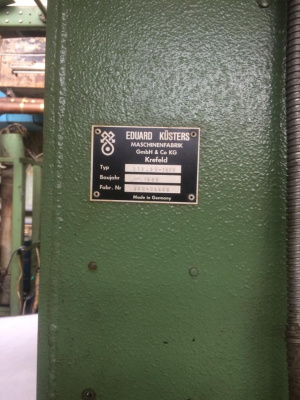 EDUARD KÜSTERS
MASCHINENFABRIK
GmbH & Co KG
Krefeld
Typ
Baujahr
Fabr. Nr
Made in Germany